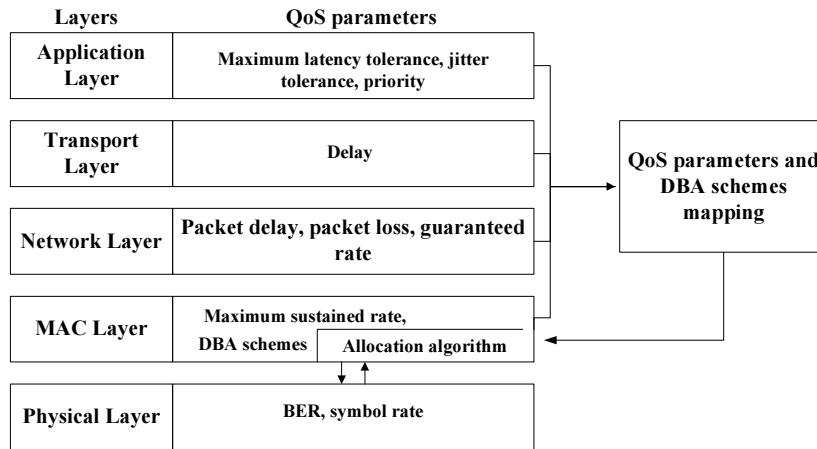 Layers QoS parameters
Application Layer
Maximum latency tolerance, jitter
tolerance, priority
Transport Layer
Delay
Network Layer
Packet delay, packet loss, guaranteed
rate
MAC Layer
Maximum sustained rate,
DBA schemes
Allocation algorithm
Physical Layer
BER, symbol rate
QoS parameters and
DBA schemes
mapping